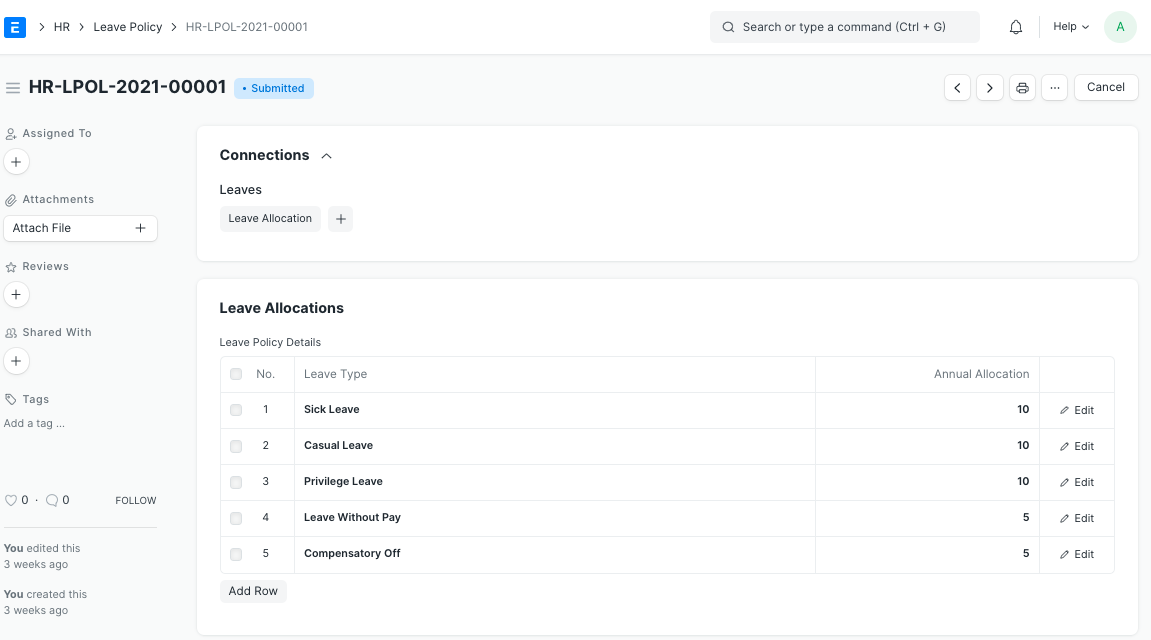 E
HR
Leave Policy
HR-LPOL-2021-00001
Search or type a command (Ctrl + G)
Help
A
HR-LPOL-2021-00001
• Submitted
...
Cancel
Assigned To
Attachments
Attach File
Reviews
Shared With
Tags
Add a tag ...
0 · 0 FOLLOW
You edited this
3 weeks ago
You created this
3 weeks ago
Connections
Leaves
Leave Allocation +
Leave Allocations
Leave Policy Details
No. Leave Type Annual Allocation
1 Sick Leave 10 Edit
2 Casual Leave 10 Edit
3 Privilege Leave 10 Edit
4 Leave Without Pay 5 Edit
5 Compensatory Off 5 Edit
Add Row